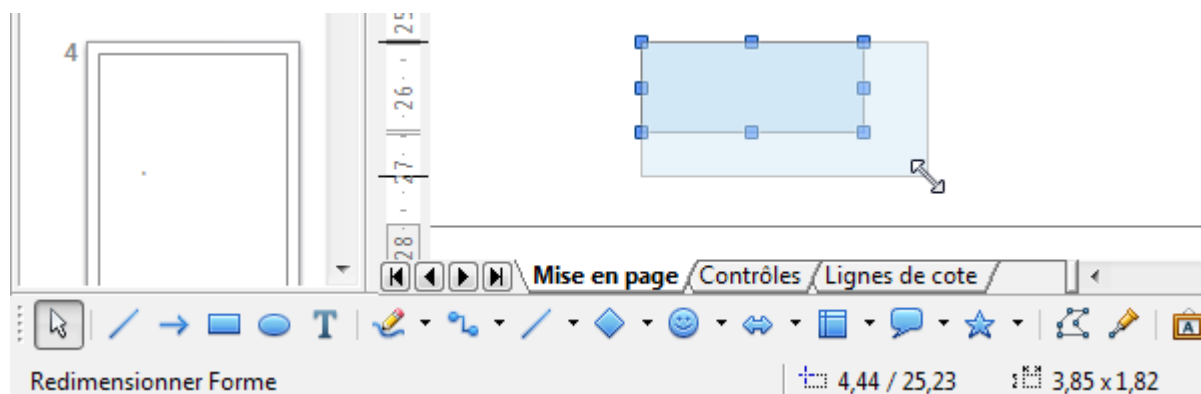 4
25
26
27
28
Mise en page
Contrôles
Lignes de cote
T
A
Redimensionner Forme
4,44 / 25,23
3,85 x 1,82